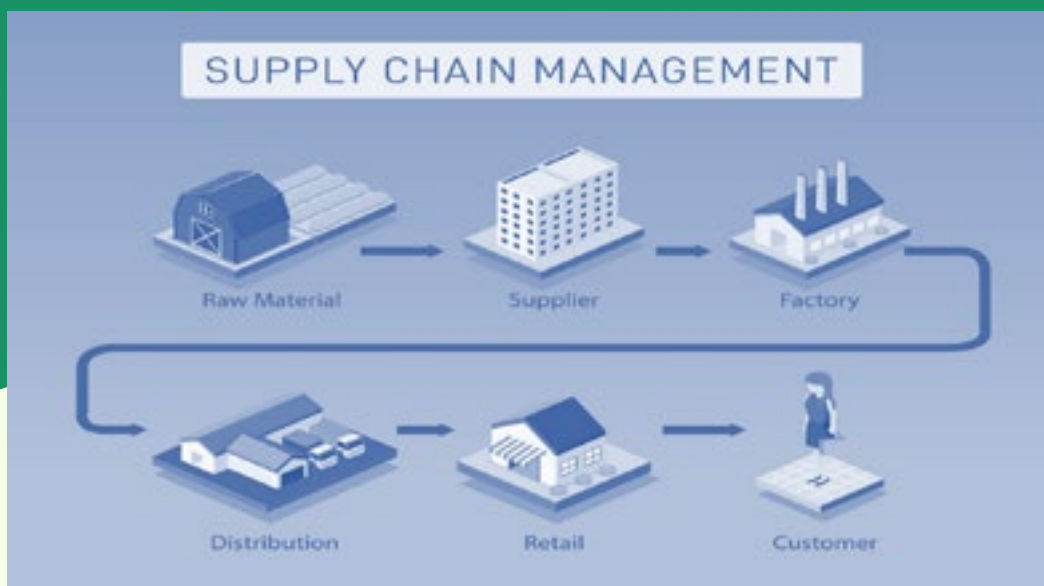 SUPPLY CHAIN MANAGEMENT
Raw Material
Supplier
Factory
Distribution
Retail
Customer